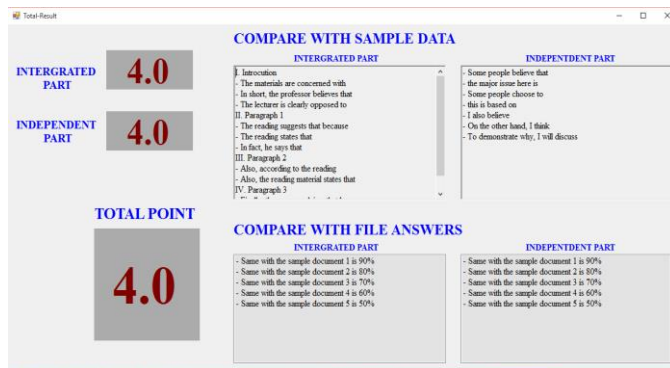 Total-Result
INTERGRATED PART
4.0
INDEPENDENT PART
4.0
TOTAL POINT
4.0
COMPARE WITH SAMPLE DATA
INTERGRATED PART
I. Introcution
- The materials are concerned with
- In short, the professor believes that
- The lecturer is clearly opposed to
II. Paragraph 1
- The reading suggests that because
- The reading states that
- In fact, he says that
III. Paragraph 2
- Also, according to the reading
- Also, the reading material states that
IV. Paragraph 3
INDEPENTDENT PART
- Some people believe that
- the major issue here is
- Some people choose to
- this is based on
- I also believe
- On the other hand, I think
- To demonstrate why, I will discuss
COMPARE WITH FILE ANSWERS
INTERGRATED PART
- Same with the sample document 1 is 90%
- Same with the sample document 2 is 80%
- Same with the sample document 3 is 70%
- Same with the sample document 4 is 60%
- Same with the sample document 5 is 50%
INDEPENTDENT PART
- Same with the sample document 1 is 90%
- Same with the sample document 2 is 80%
- Same with the sample document 3 is 70%
- Same with the sample document 4 is 60%
- Same with the sample document 5 is 50%